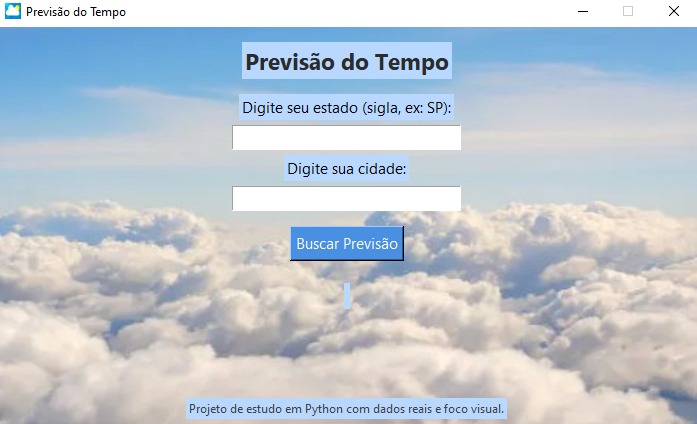 Previsão do Tempo
Previsão do Tempo
Digite seu estado (sigla, ex: SP):
Digite sua cidade:
Buscar Previsão
Projeto de estudo em Python com dados reais e foco visual.